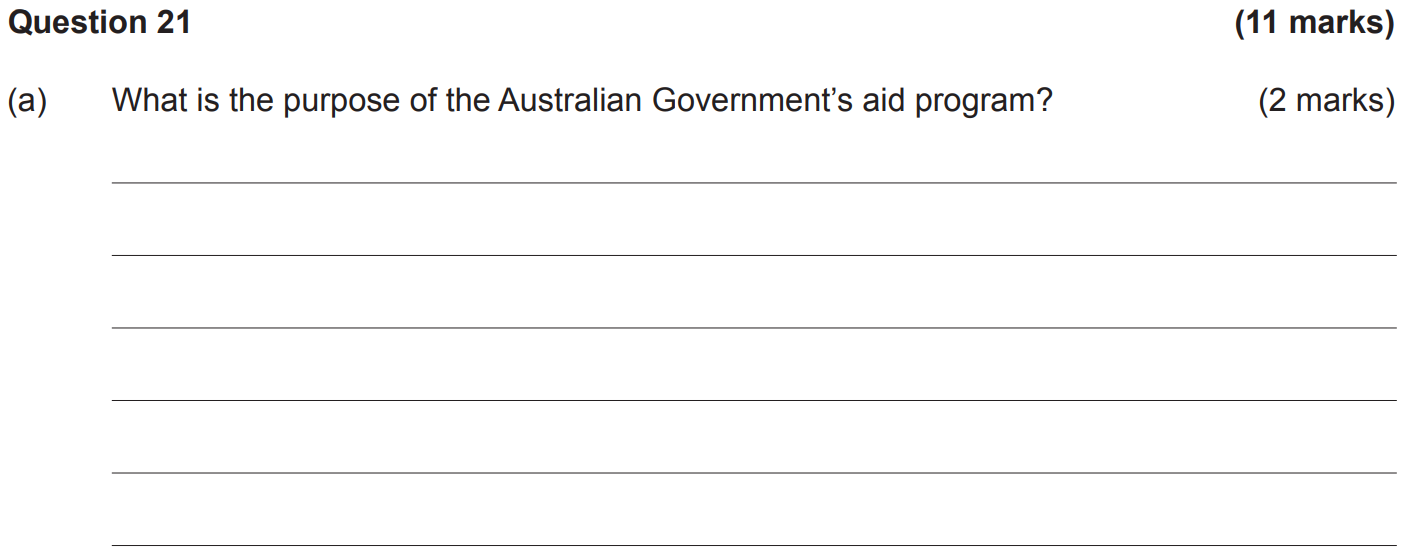 Question 21 (11 marks)
(a) What is the purpose of the Australian Government’s aid program? (2 marks)